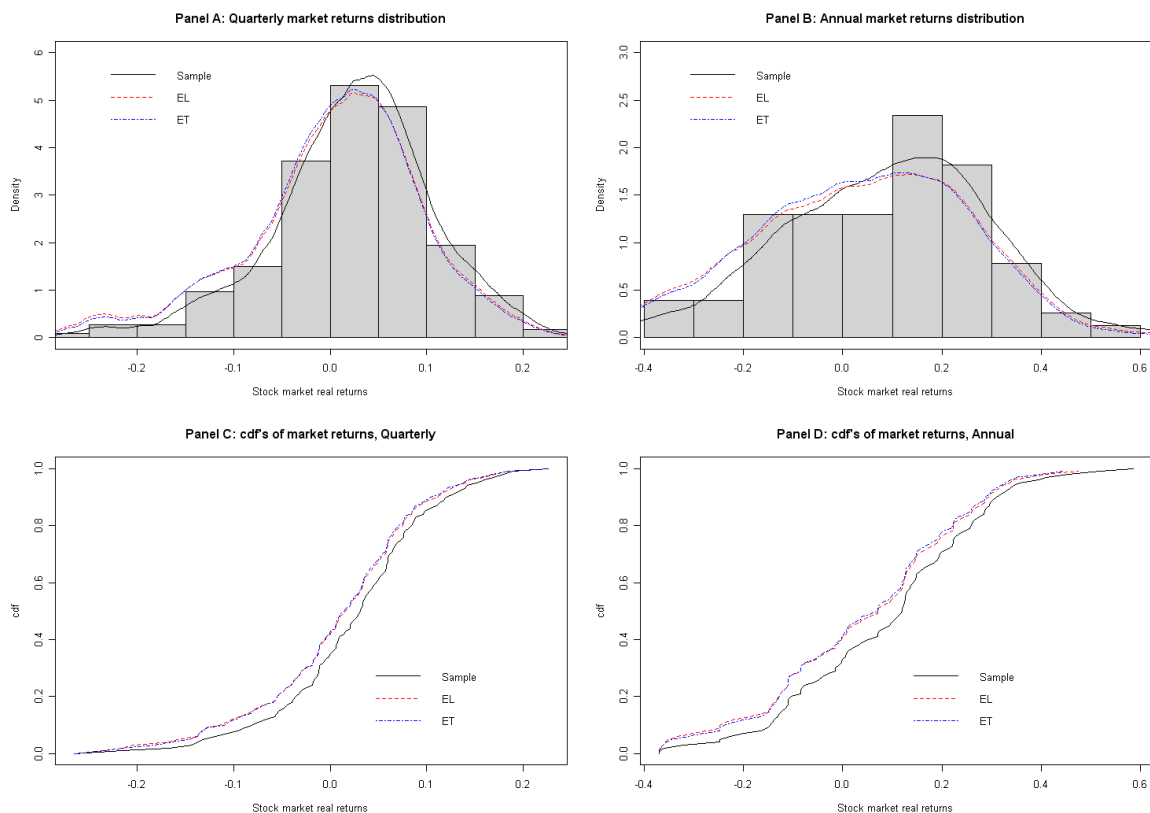 Panel A: Quarterly market returns distribution
6
5
4
3
2
1
0
Density
Sample
EL
ET
-0.2 -0.1 0.0 0.1 0.2
Stock market real returns
Panel B: Annual market returns distribution
3.0
2.5
2.0
1.5
1.0
0.5
0.0
Density
Sample
EL
ET
-0.4 -0.2 0.0 0.2 0.4 0.6
Stock market real returns
Panel C: cdf's of market returns, Quarterly
1.0
0.8
0.6
0.4
0.2
0.0
cdf
Sample
EL
ET
-0.2 -0.1 0.0 0.1 0.2
Stock market real returns
Panel D: cdf's of market returns, Annual
1.0
0.8
0.6
0.4
0.2
0.0
cdf
Sample
EL
ET
-0.4 -0.2 0.0 0.2 0.4 0.6
Stock market real returns